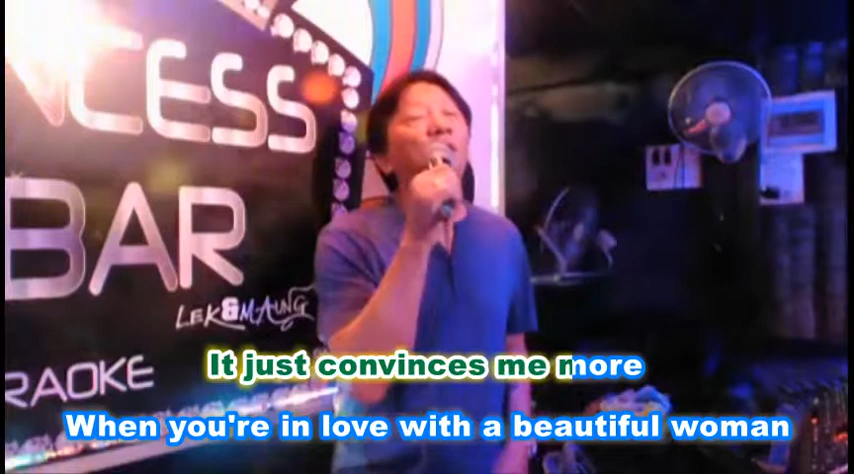 NCESS
BAR
LEK&MAUNG
RAOKE
It just convinces me more
When you're in love with a beautiful woman